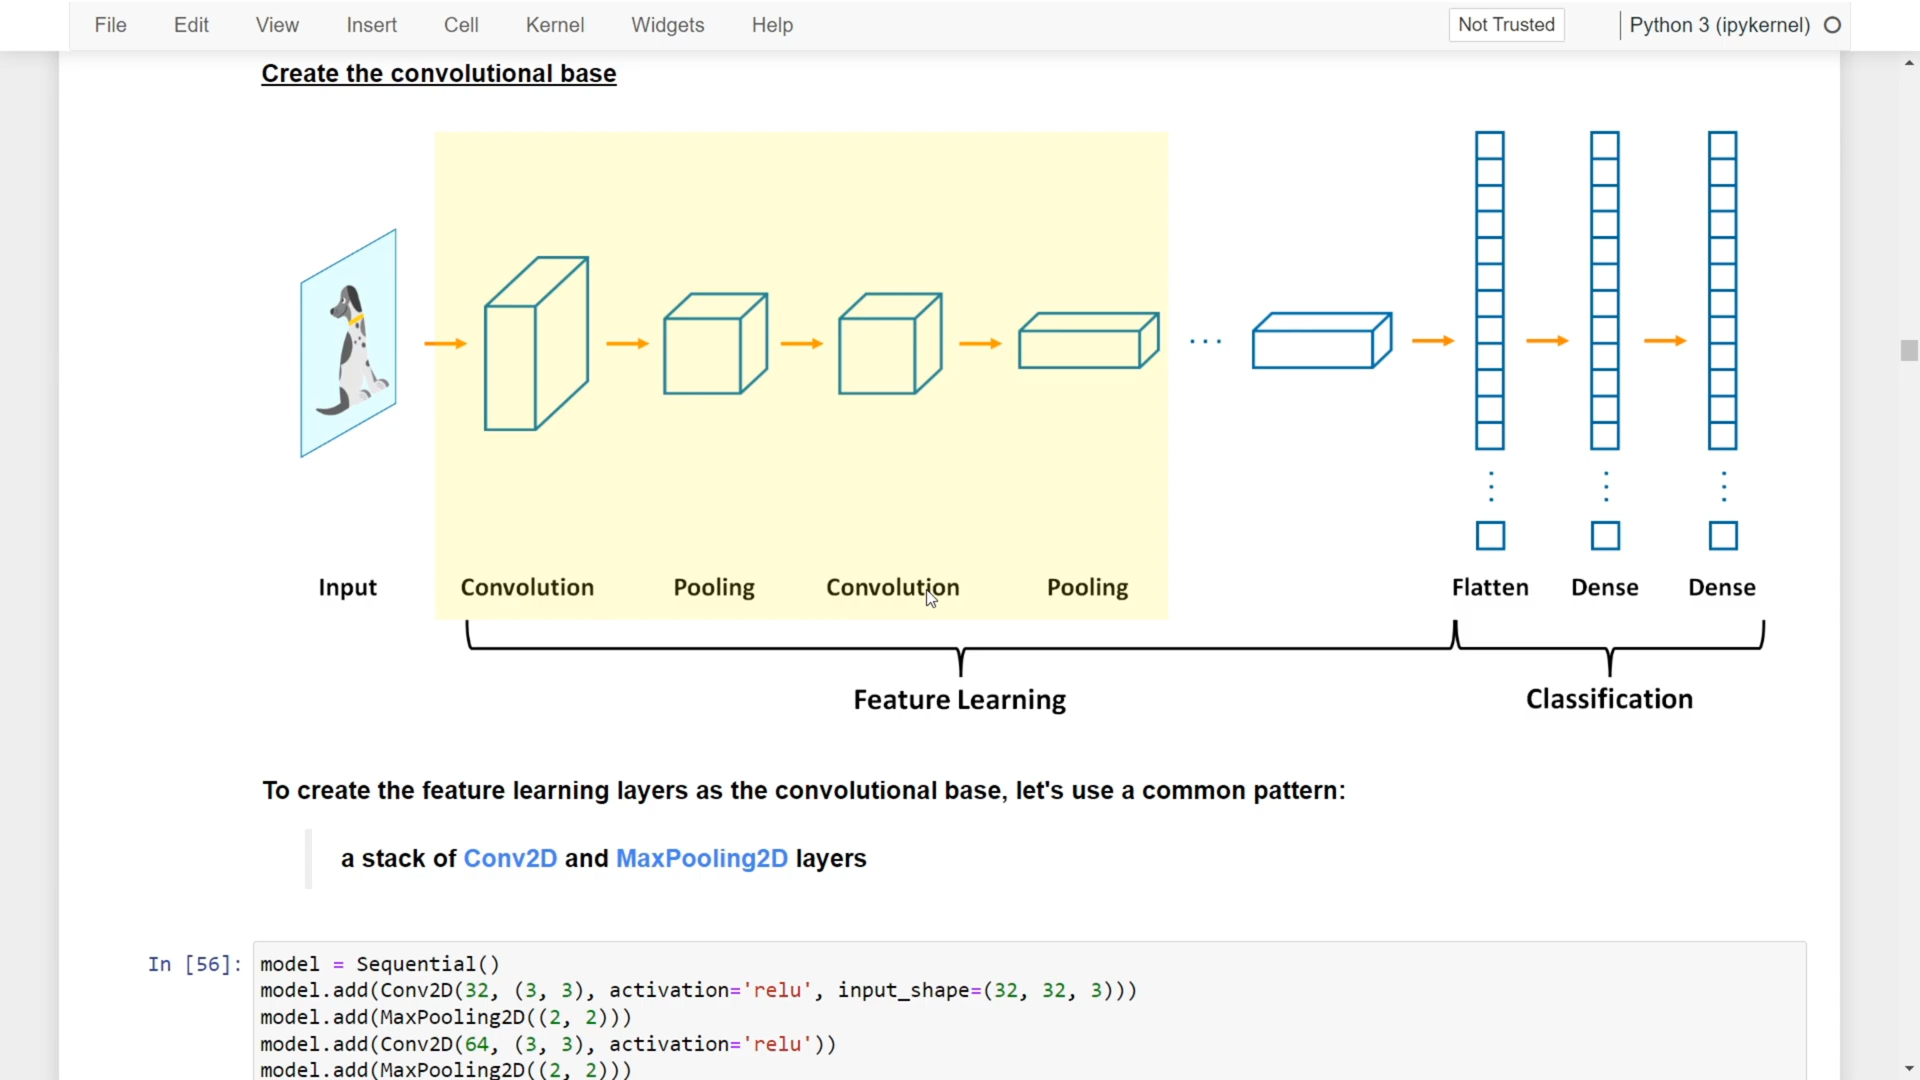 File Edit View Insert Cell Kernel Widgets Help Not Trusted Python 3 (ipykernel)
Create the convolutional base
Input Convolution Pooling Convolution Pooling Flatten Dense Dense
Feature Learning Classification
To create the feature learning layers as the convolutional base, let's use a common pattern:
a stack of Conv2D and MaxPooling2D layers
In [56]: model = Sequential()
model.add(Conv2D(32, (3, 3), activation='relu', input_shape=(32, 32, 3)))
model.add(MaxPooling2D((2, 2)))
model.add(Conv2D(64, (3, 3), activation='relu'))
model.add(MaxPooling2D((2, 2)))